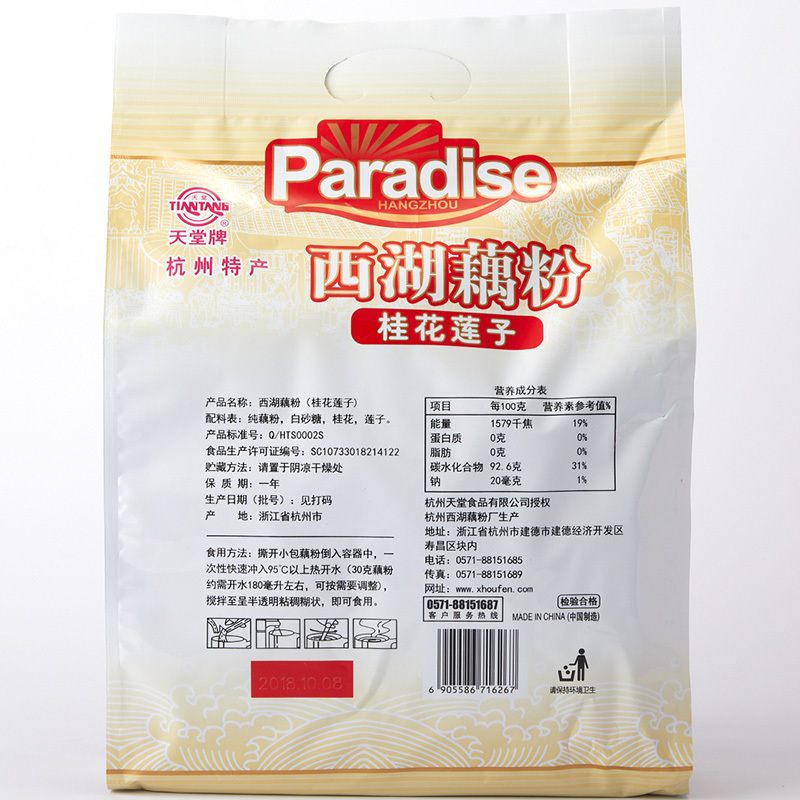 Paradise
HANGZHOU
天堂
TIANTANG
®
天堂牌
杭州特产
西湖藕粉
桂花莲子
产品名称：西湖藕粉（桂花莲子）
配料表：纯藕粉，白砂糖，桂花，莲子。
产品标准号：Q/HTS0002S
食品生产许可证编号：SC10733018214122
贮藏方法：请置于阴凉干燥处
保 质 期：一年
生产日期（批号）：见打码
产 地：浙江省杭州市
食用方法：撕开小包藕粉倒入容器中，一
次性快速冲入95℃以上热开水（30克藕粉
约需开水180毫升左右，可按需要调整），
搅拌至呈半透明粘稠糊状，即可食用。
2018.10.08
营养成分表
项目 每100克 营养素参考值%
能量 1579千焦 19%
蛋白质 0克 0%
脂肪 0克 0%
碳水化合物 92.6克 31%
钠 20毫克 1%
杭州天堂食品有限公司授权
杭州西湖藕粉厂生产
地址：浙江省杭州市建德市建德经济开发区
寿昌区块内
电话：0571-88151685
传真：0571-88151689
网址：www.xhoufen.com
0571-88151687
客户服务热线
检验合格
MADE IN CHINA (中国制造)
6 905586 716267
请保持环境卫生